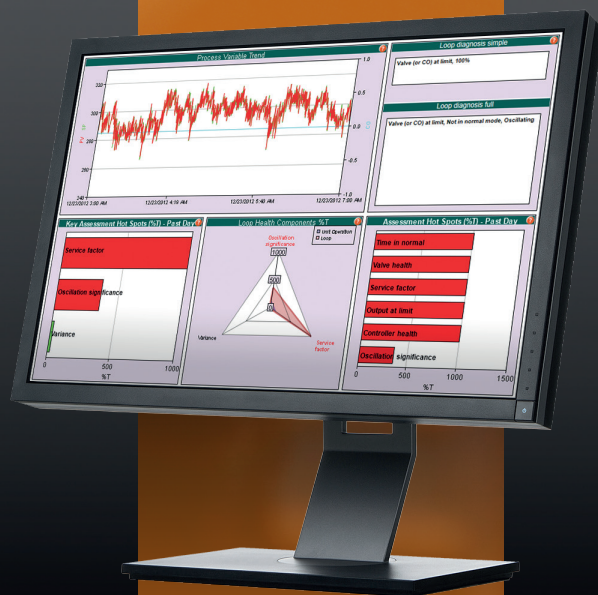 Process Variable Trend
1.0
320
0.5
PV
SP
0.0
CO
280
260
-0.5
240
-1.0
12/23/2012 3:00 AM
12/23/2012 4:19 AM
12/23/2012 5:40 AM
12/23/2012 7:00 AM
Loop diagnosis simple
Valve (or CO) at limit, 100%
Loop diagnosis full
Valve (or CO) at limit, Not in normal mode, Oscillating
Key Assessment Hot Spots (%T) - Past Day
Service factor
Oscillation significance
Variance
0
500
1000
%T
Loop Health Components %T
Unit Operation
Loop
Oscillation
significance
1000
500
0
Variance
Service
factor
Assessment Hot Spots (%T) - Past Day
Time in normal
Valve health
Service factor
Output at limit
Controller health
Oscillation significance
0
500
1000
1500
%T